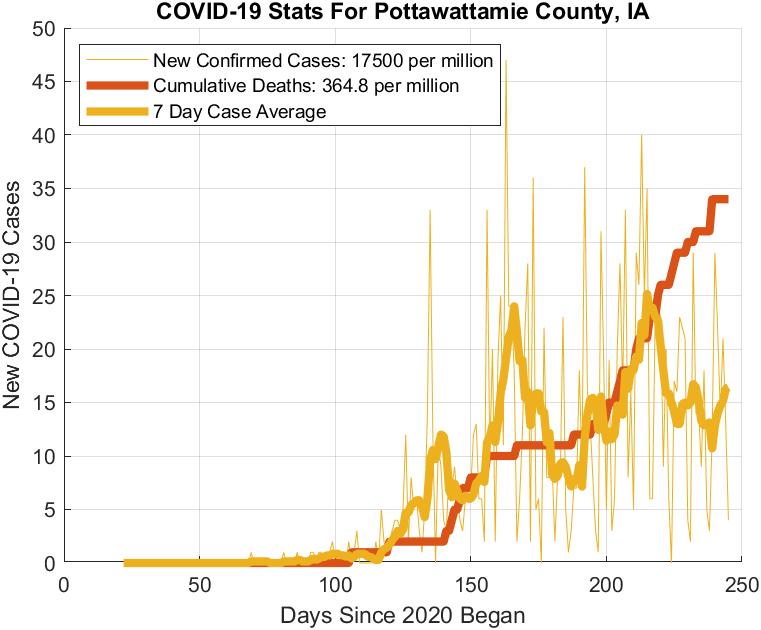 COVID-19 Stats For Pottawattamie County, IA
New Confirmed Cases: 17500 per million
Cumulative Deaths: 364.8 per million
7 Day Case Average
New COVID-19 Cases
50
45
40
35
30
25
20
15
10
5
0
0 50 100 150 200 250
Days Since 2020 Began